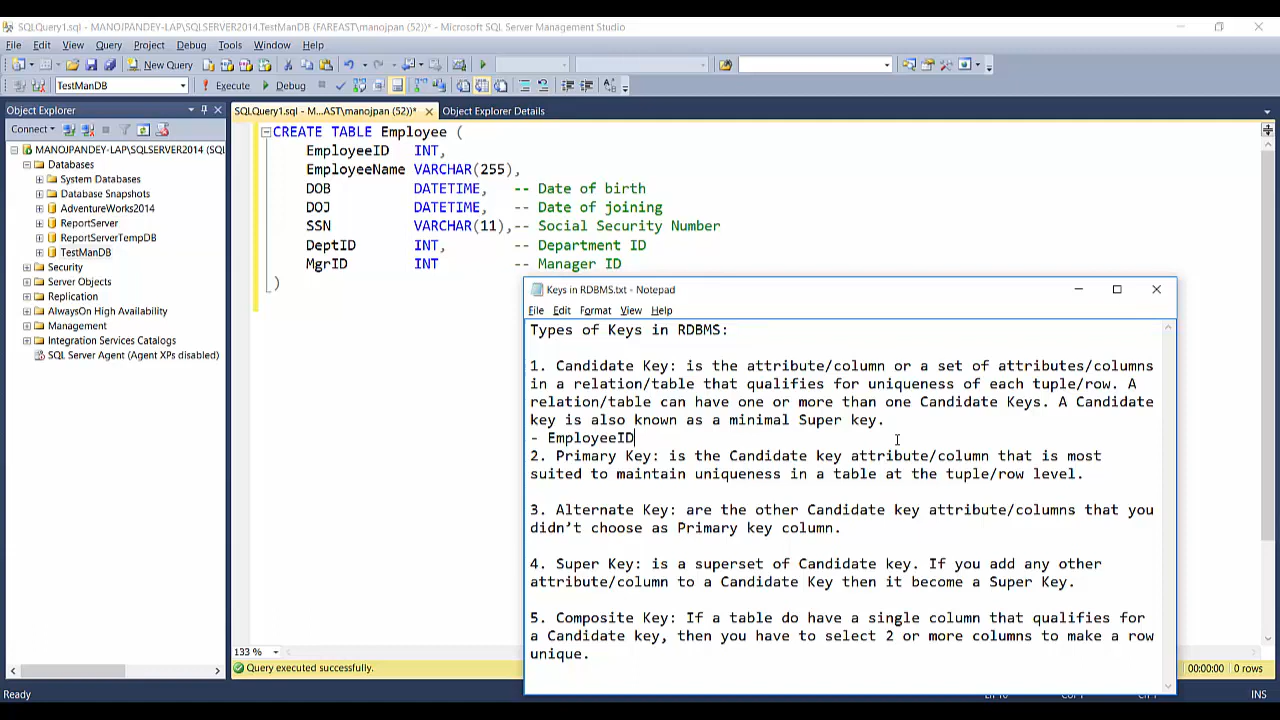 SQLQuery1.sql - MANOJPANDEY-LAP\SQLSERVER2014.TestManDB (FAREAST\manojpan (52))* - Microsoft SQL Server Management Studio
File Edit View Query Project Debug Tools Window Help
New Query
TestManDB Execute Debug
Object Explorer
SQLQuery1.sql - M...AST\manojpan (52))* Object Explorer Details
Connect
MANOJPANDEY-LAP\SQLSERVER2014 (SQL
Databases
System Databases
Database Snapshots
AdventureWorks2014
ReportServer
ReportServerTempDB
TestManDB
Security
Server Objects
Replication
AlwaysOn High Availability
Management
Integration Services Catalogs
SQL Server Agent (Agent XPs disabled)
CREATE TABLE Employee (
EmployeeID INT,
EmployeeName VARCHAR(255),
DOB DATETIME, -- Date of birth
DOJ DATETIME, -- Date of joining
SSN VARCHAR(11),-- Social Security Number
DeptID INT, -- Department ID
MgrID INT -- Manager ID
)
Keys in RDBMS.txt - Notepad
File Edit Format View Help
Types of Keys in RDBMS:
1. Candidate Key: is the attribute/column or a set of attributes/columns
in a relation/table that qualifies for uniqueness of each tuple/row. A
relation/table can have one or more than one Candidate Keys. A Candidate
key is also known as a minimal Super key.
- EmployeeID
2. Primary Key: is the Candidate key attribute/column that is most
suited to maintain uniqueness in a table at the tuple/row level.
3. Alternate Key: are the other Candidate key attribute/columns that you
didn’t choose as Primary key column.
4. Super Key: is a superset of Candidate key. If you add any other
attribute/column to a Candidate Key then it become a Super Key.
5. Composite Key: If a table do have a single column that qualifies for
a Candidate key, then you have to select 2 or more columns to make a row
unique.
133 %
Query executed successfully. 00:00:00 0 rows
Ready INS